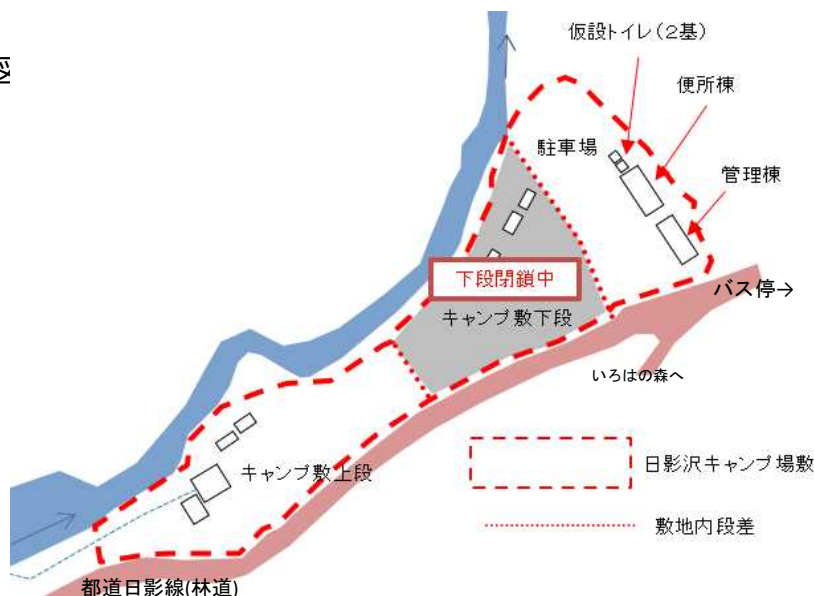 図
仮設トイレ(2基)
便所棟
駐車場
管理棟
下段閉鎖中
バス停→
キャンプ敷下段
いろはの森へ
キャンプ敷上段
日影沢キャンプ場敷
敷地内段差
都道日影線(林道)